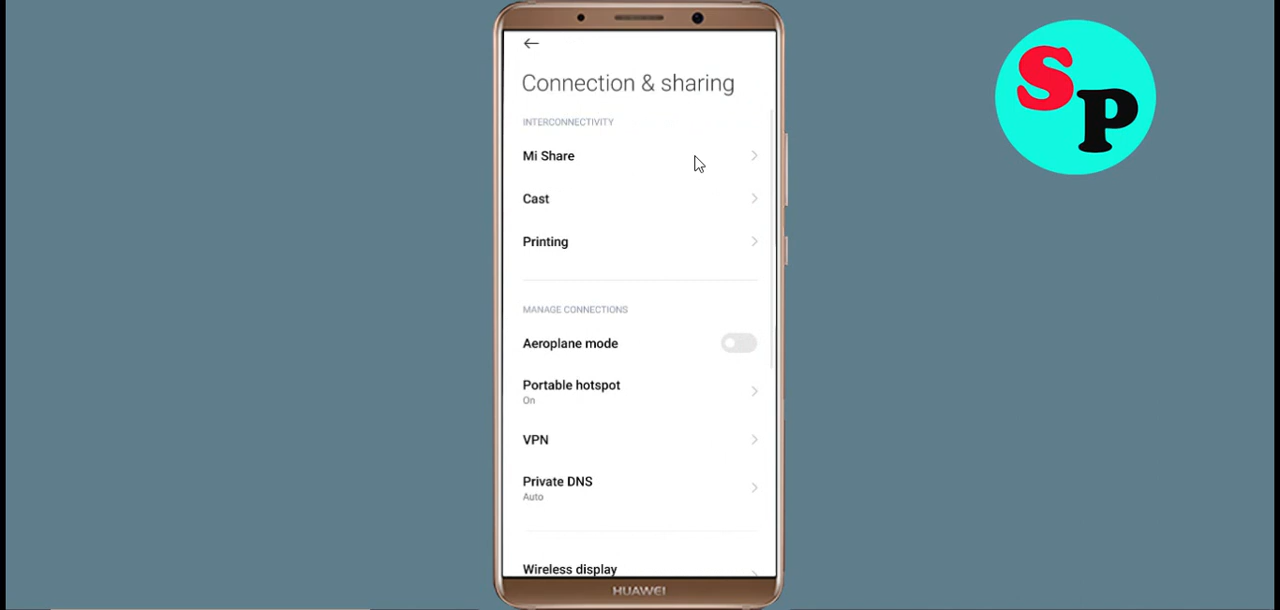 Connection & sharing
INTERCONNECTIVITY
Mi Share
Cast
Printing
MANAGE CONNECTIONS
Aeroplane mode
Portable hotspot
On
VPN
Private DNS
Auto
Wireless display
HUAWEI
SP